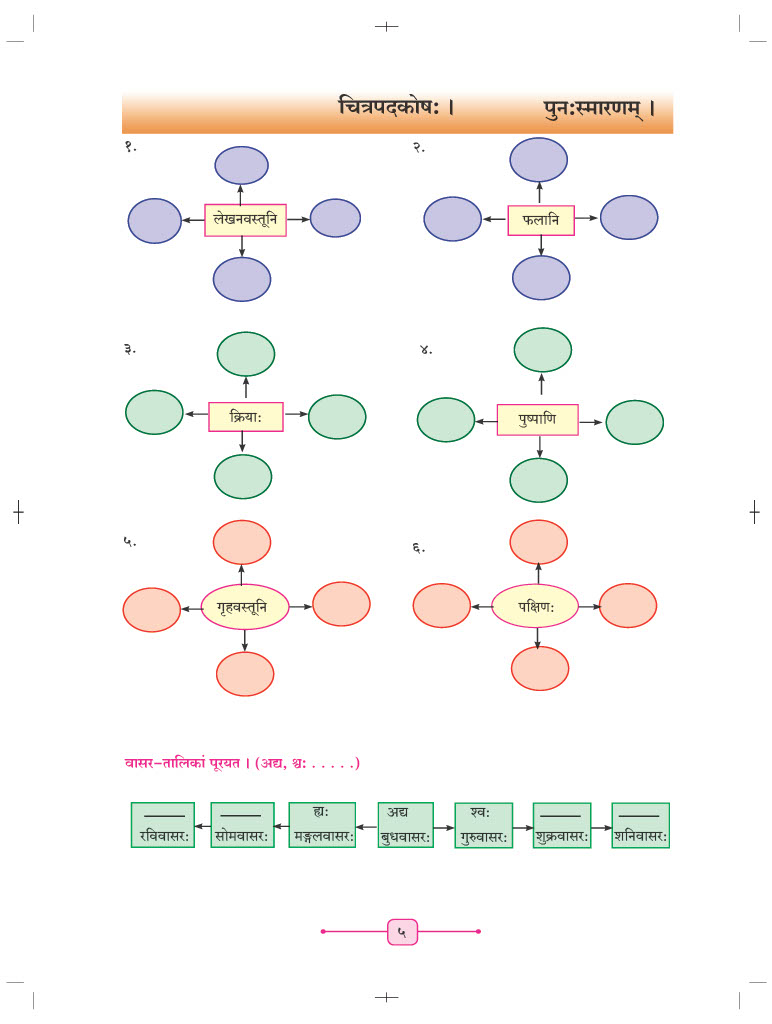 चित्रपदकोषः । पुनःस्मारणम् ।
१. २.
लेखनवस्तूनि फलानि
३. ४.
क्रियाः पुष्पाणि
५. ६.
गृहवस्तूनि पक्षिणः
वासर-तालिकां पूरयत । (अद्य, श्वः . . . . .)
ह्यः अद्य श्वः
रविवासरः सोमवासरः मङ्गलवासरः बुधवासरः गुरुवासरः शुक्रवासरः शनिवासरः
५